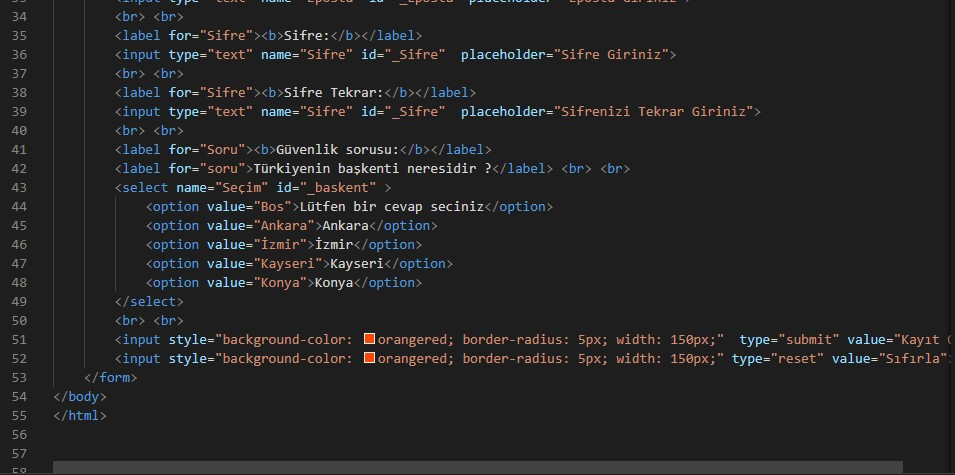 34 <br> <br>
35 <label for="Sifre"><b>Sifre:</b></label>
36 <input type="text" name="Sifre" id="_Sifre"  placeholder="Sifre Giriniz">
37 <br> <br>
38 <label for="Sifre"><b>Sifre Tekrar:</b></label>
39 <input type="text" name="Sifre" id="_Sifre"  placeholder="Sifrenizi Tekrar Giriniz">
40 <br> <br>
41 <label for="Soru"><b>Güvenlik sorusu:</b></label>
42 <label for="soru">Türkiyenin başkenti neresidir ?</label> <br> <br>
43 <select name="Seçim" id="_baskent" >
44 <option value="Bos">Lütfen bir cevap seciniz</option>
45 <option value="Ankara">Ankara</option>
46 <option value="İzmir">İzmir</option>
47 <option value="Kayseri">Kayseri</option>
48 <option value="Konya">Konya</option>
49 </select>
50 <br> <br>
51 <input style="background-color: orangered; border-radius: 5px; width: 150px;"  type="submit" value="Kayıt
52 <input style="background-color: orangered; border-radius: 5px; width: 150px;" type="reset" value="Sıfırla"
53 </form>
54 </body>
55 </html>
56
57
58